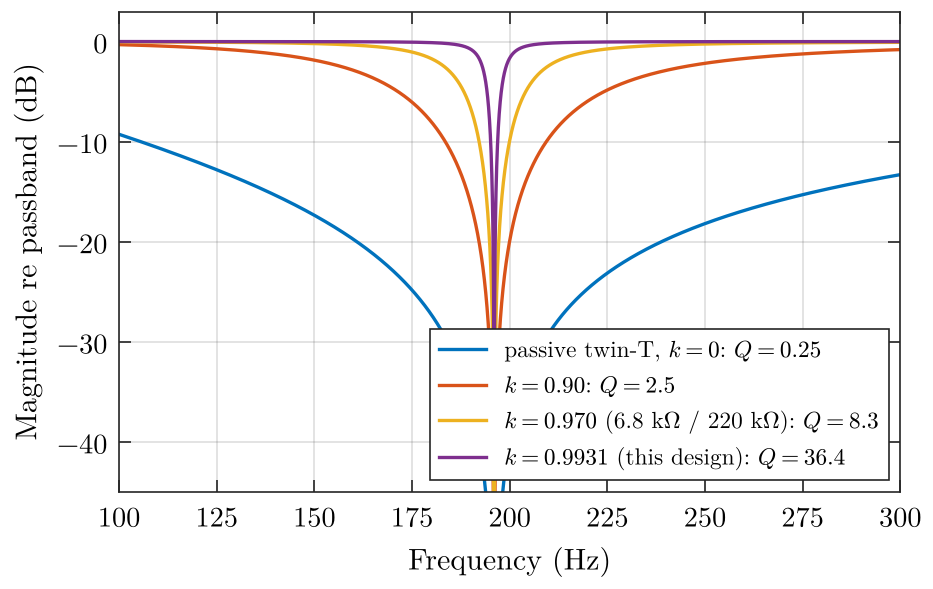 Magnitude re passband (dB)
0
−10
−20
−30
−40
passive twin-T, k = 0: Q = 0.25
k = 0.90: Q = 2.5
k = 0.970 (6.8 kΩ / 220 kΩ): Q = 8.3
k = 0.9931 (this design): Q = 36.4
100 125 150 175 200 225 250 275 300
Frequency (Hz)